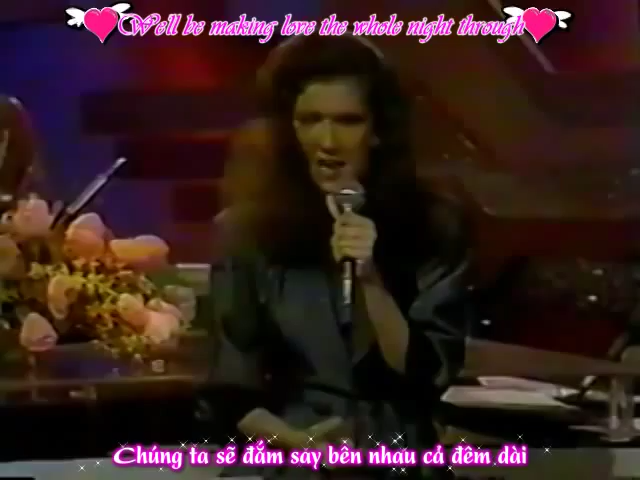 We'll be making love the whole night through
Chúng ta sẽ đắm say bên nhau cả đêm dài